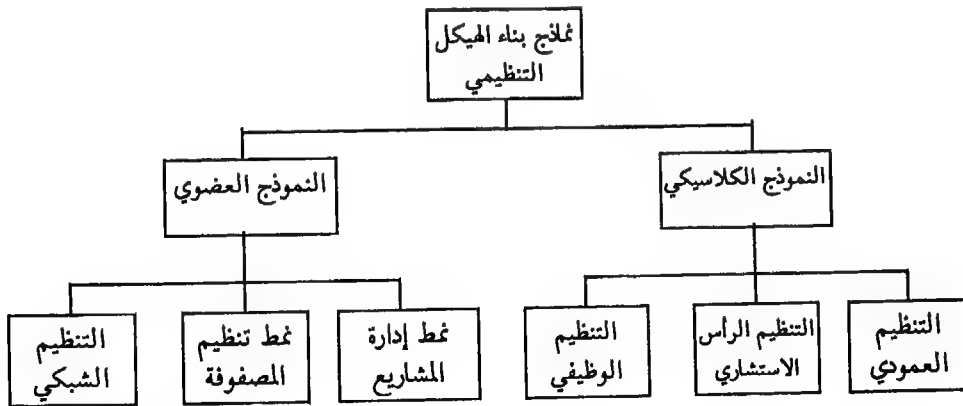 نماذج بناء الهيكل
التنظيمي
النموذج الكلاسيكي
النموذج العضوي
التنظيم
العمودي
التنظيم الرأس
الاستشاري
التنظيم
الوظيفي
نمط إدارة
المشاريع
نمط تنظيم
المصفوفة
التنظيم
الشبكي